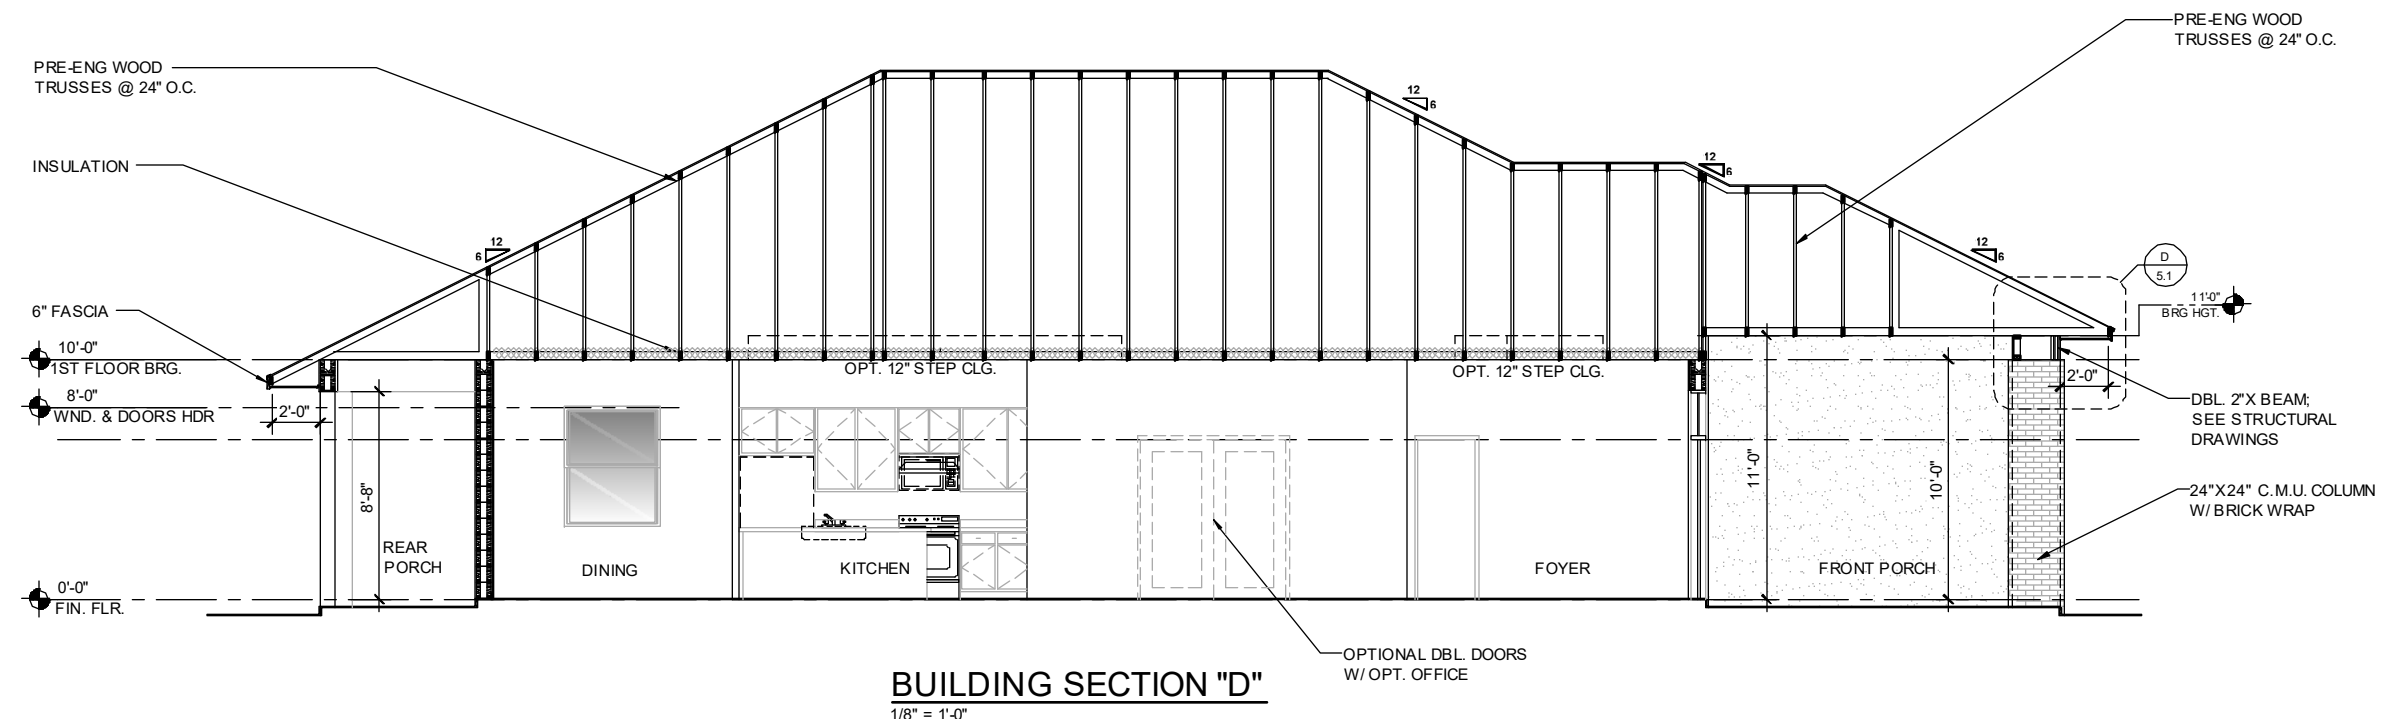 PRE-ENG WOOD
TRUSSES @ 24" O.C.
PRE-ENG WOOD
TRUSSES @ 24" O.C.
INSULATION
6" FASCIA
12
6
12
6
12
6
12
6
D
5.1
11'-0"
BRG HGT.
10'-0"
1ST FLOOR BRG.
8'-0"
WND. & DOORS HDR
2'-0"
OPT. 12" STEP CLG.
OPT. 12" STEP CLG.
2'-0"
DBL. 2"X BEAM;
SEE STRUCTURAL
DRAWINGS
8'-8"
11'-0"
10'-0"
24"X24" C.M.U. COLUMN
W/ BRICK WRAP
REAR
PORCH
DINING
KITCHEN
FOYER
FRONT PORCH
0'-0"
FIN. FLR.
OPTIONAL DBL. DOORS
W/ OPT. OFFICE
BUILDING SECTION "D"
1/8" = 1'-0"